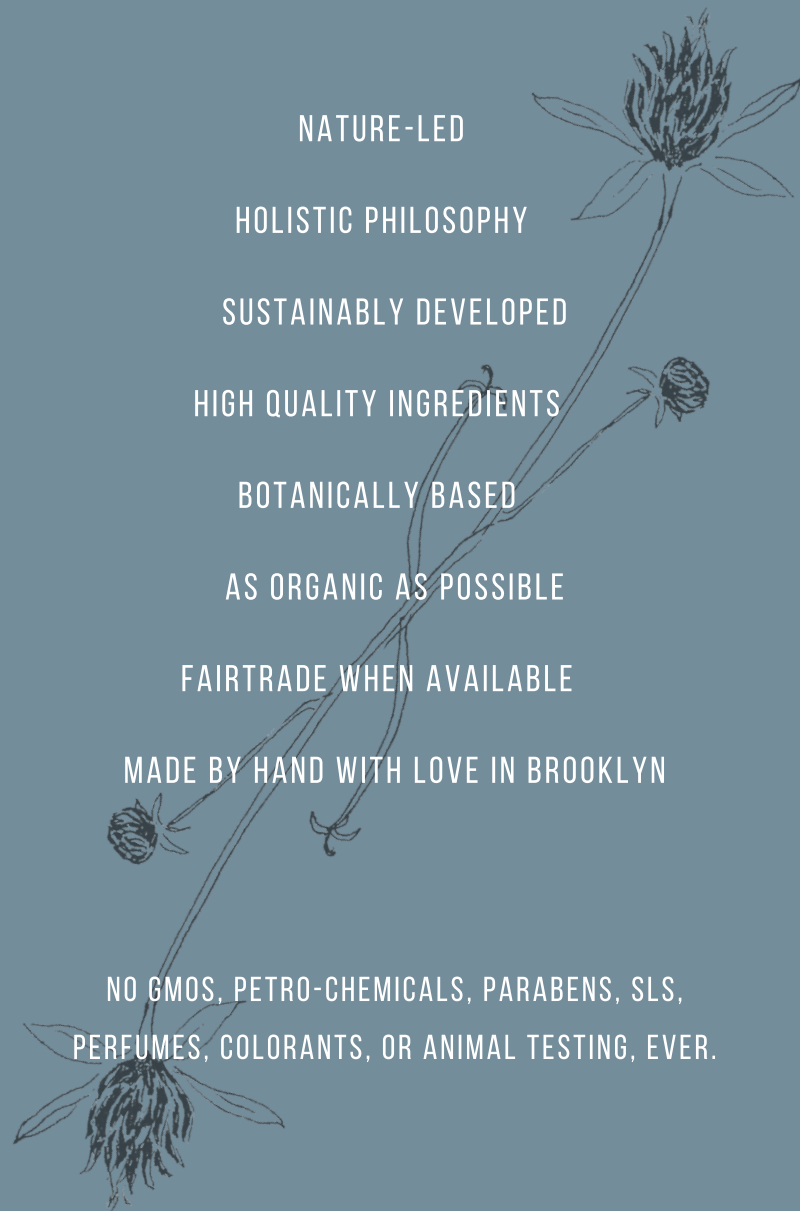 NATURE-LED
HOLISTIC PHILOSOPHY
SUSTAINABLY DEVELOPED
HIGH QUALITY INGREDIENTS
BOTANICALLY BASED
AS ORGANIC AS POSSIBLE
FAIRTRADE WHEN AVAILABLE
MADE BY HAND WITH LOVE IN BROOKLYN
NO GMOS, PETRO-CHEMICALS, PARABENS, SLS,
PERFUMES, COLORANTS, OR ANIMAL TESTING, EVER.